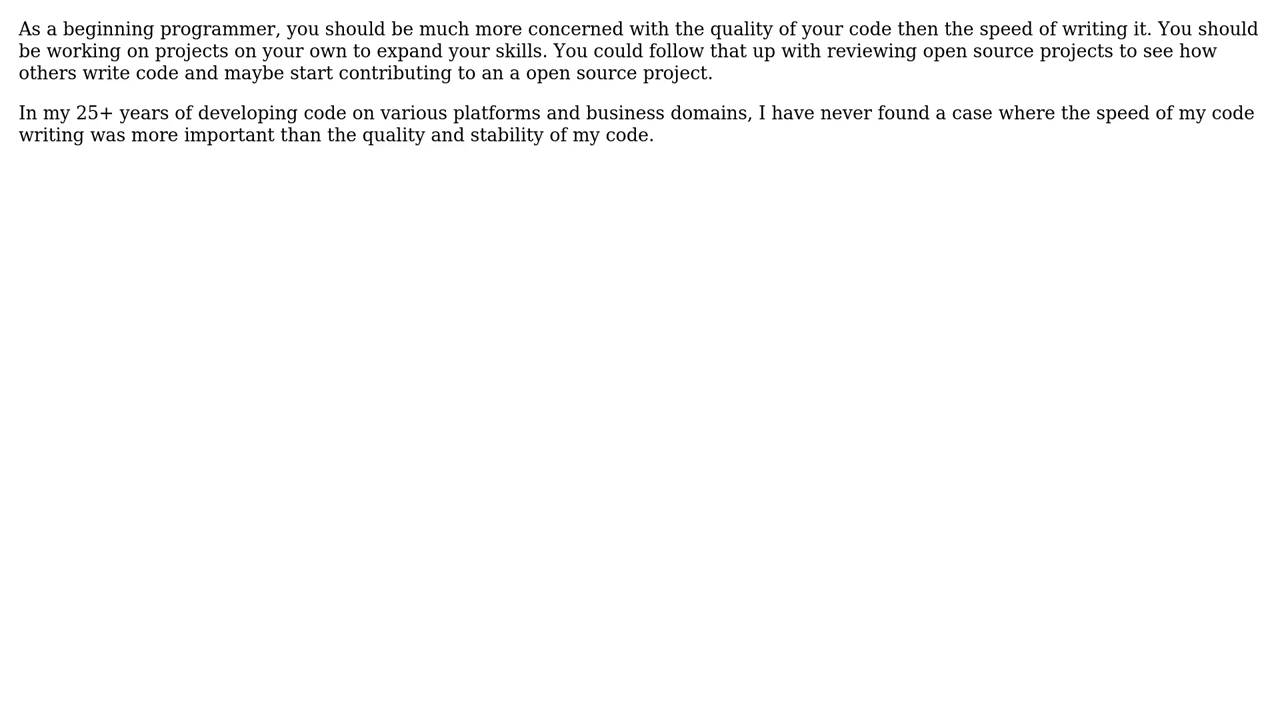 As a beginning programmer, you should be much more concerned with the quality of your code then the speed of writing it. You should
be working on projects on your own to expand your skills. You could follow that up with reviewing open source projects to see how
others write code and maybe start contributing to an a open source project.
In my 25+ years of developing code on various platforms and business domains, I have never found a case where the speed of my code
writing was more important than the quality and stability of my code.